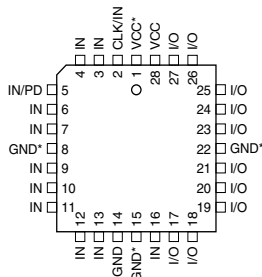 IN
IN
CLK/IN
VCC*
VCC
I/O
I/O
4
3
2
1
28
27
26
IN/PD 5
IN 6
IN 7
GND* 8
IN 9
IN 10
IN 11
25 I/O
24 I/O
23 I/O
22 GND*
21 I/O
20 I/O
19 I/O
12
13
14
15
16
17
18
IN
IN
GND
GND*
IN
I/O
I/O